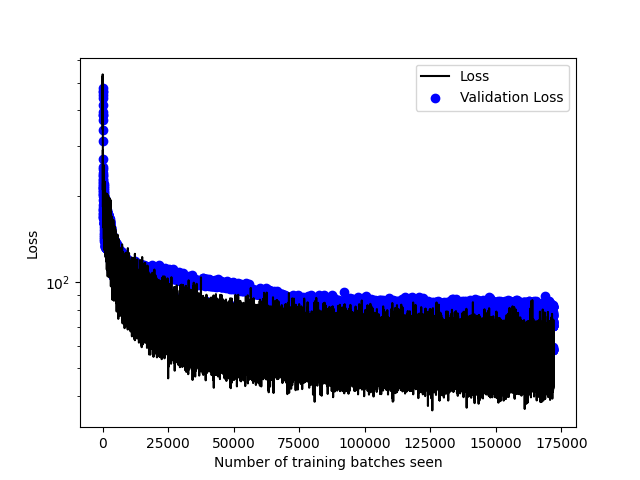 Loss
Validation Loss
Loss
10²
0
25000
50000
75000
100000
125000
150000
175000
Number of training batches seen